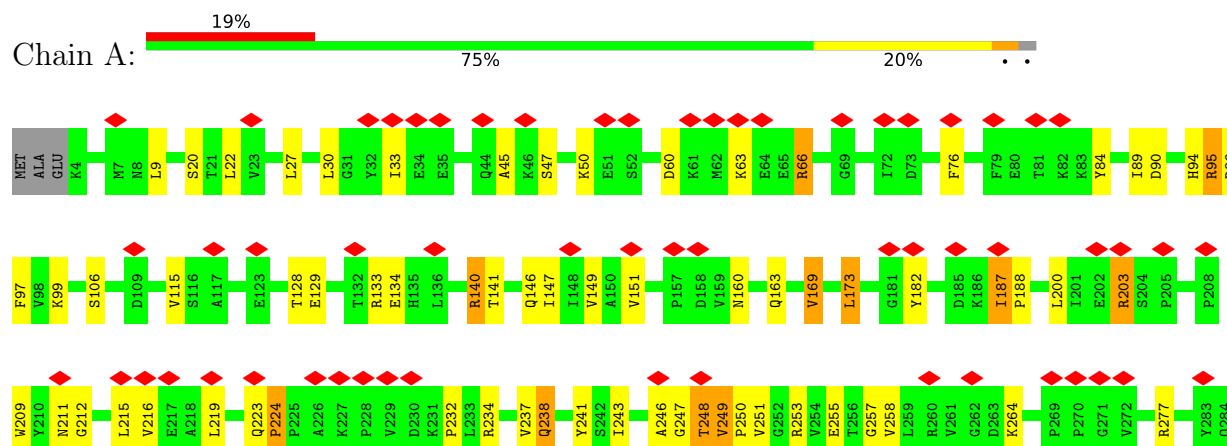 19%
Chain A:
75% 20% • •
MET ALA GLU K4 M7 N8 L9 S20 T21 L22 V23 L27 L30 G31 Y32 I33 E34 E35 Q44 A45 K46 S47 K50 E51 S52 D60 K61 M62 K63 E64 E65 R66 G69 I72 D73 F76 F79 E80 T81 K82 K83 Y84 I89 D90 H94 R95
F97 V98 K99 S106 D109 V115 S116 A117 E123 T128 E129 T132 R133 E134 H135 L136 R140 T141 Q146 I147 I148 V149 A150 V151 P157 D158 V159 N160 Q163 V169 L173 G181 Y182 D185 K186 I187 P188 L200 I201 E202 R203 S204 P205 P208
W209 Y210 N211 G212 L215 V216 E217 A218 L219 Q223 P224 P225 A226 K227 P228 V229 D230 K231 P232 L233 R234 V237 Q238 Y241 S242 I243 A246 G247 T248 V249 P250 V251 G252 R253 V254 E255 T256 G257 V258 L259 R260 V261 G262 D263 K264 P269 P270 G271 V272 R277 Y283 Q284